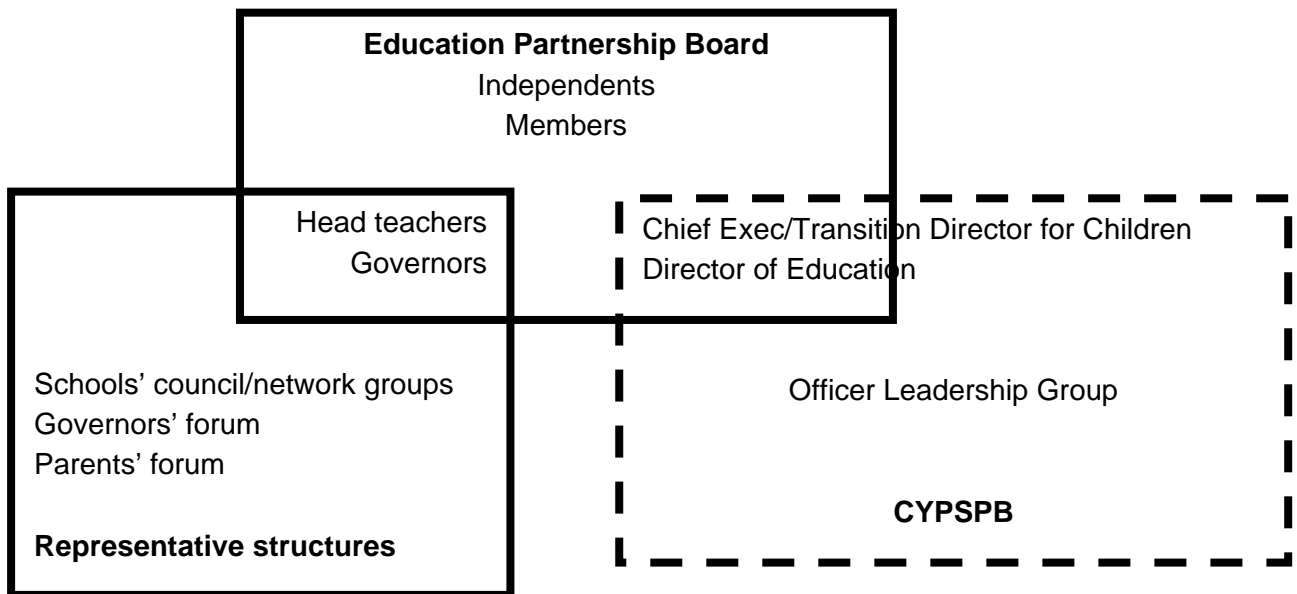 Education Partnership Board
Independents
Members
Head teachers
Governors
Chief Exec/Transition Director for Children
Director of Education
Schools’ council/network groups
Governors’ forum
Parents’ forum
Representative structures
Officer Leadership Group
CYPSPB